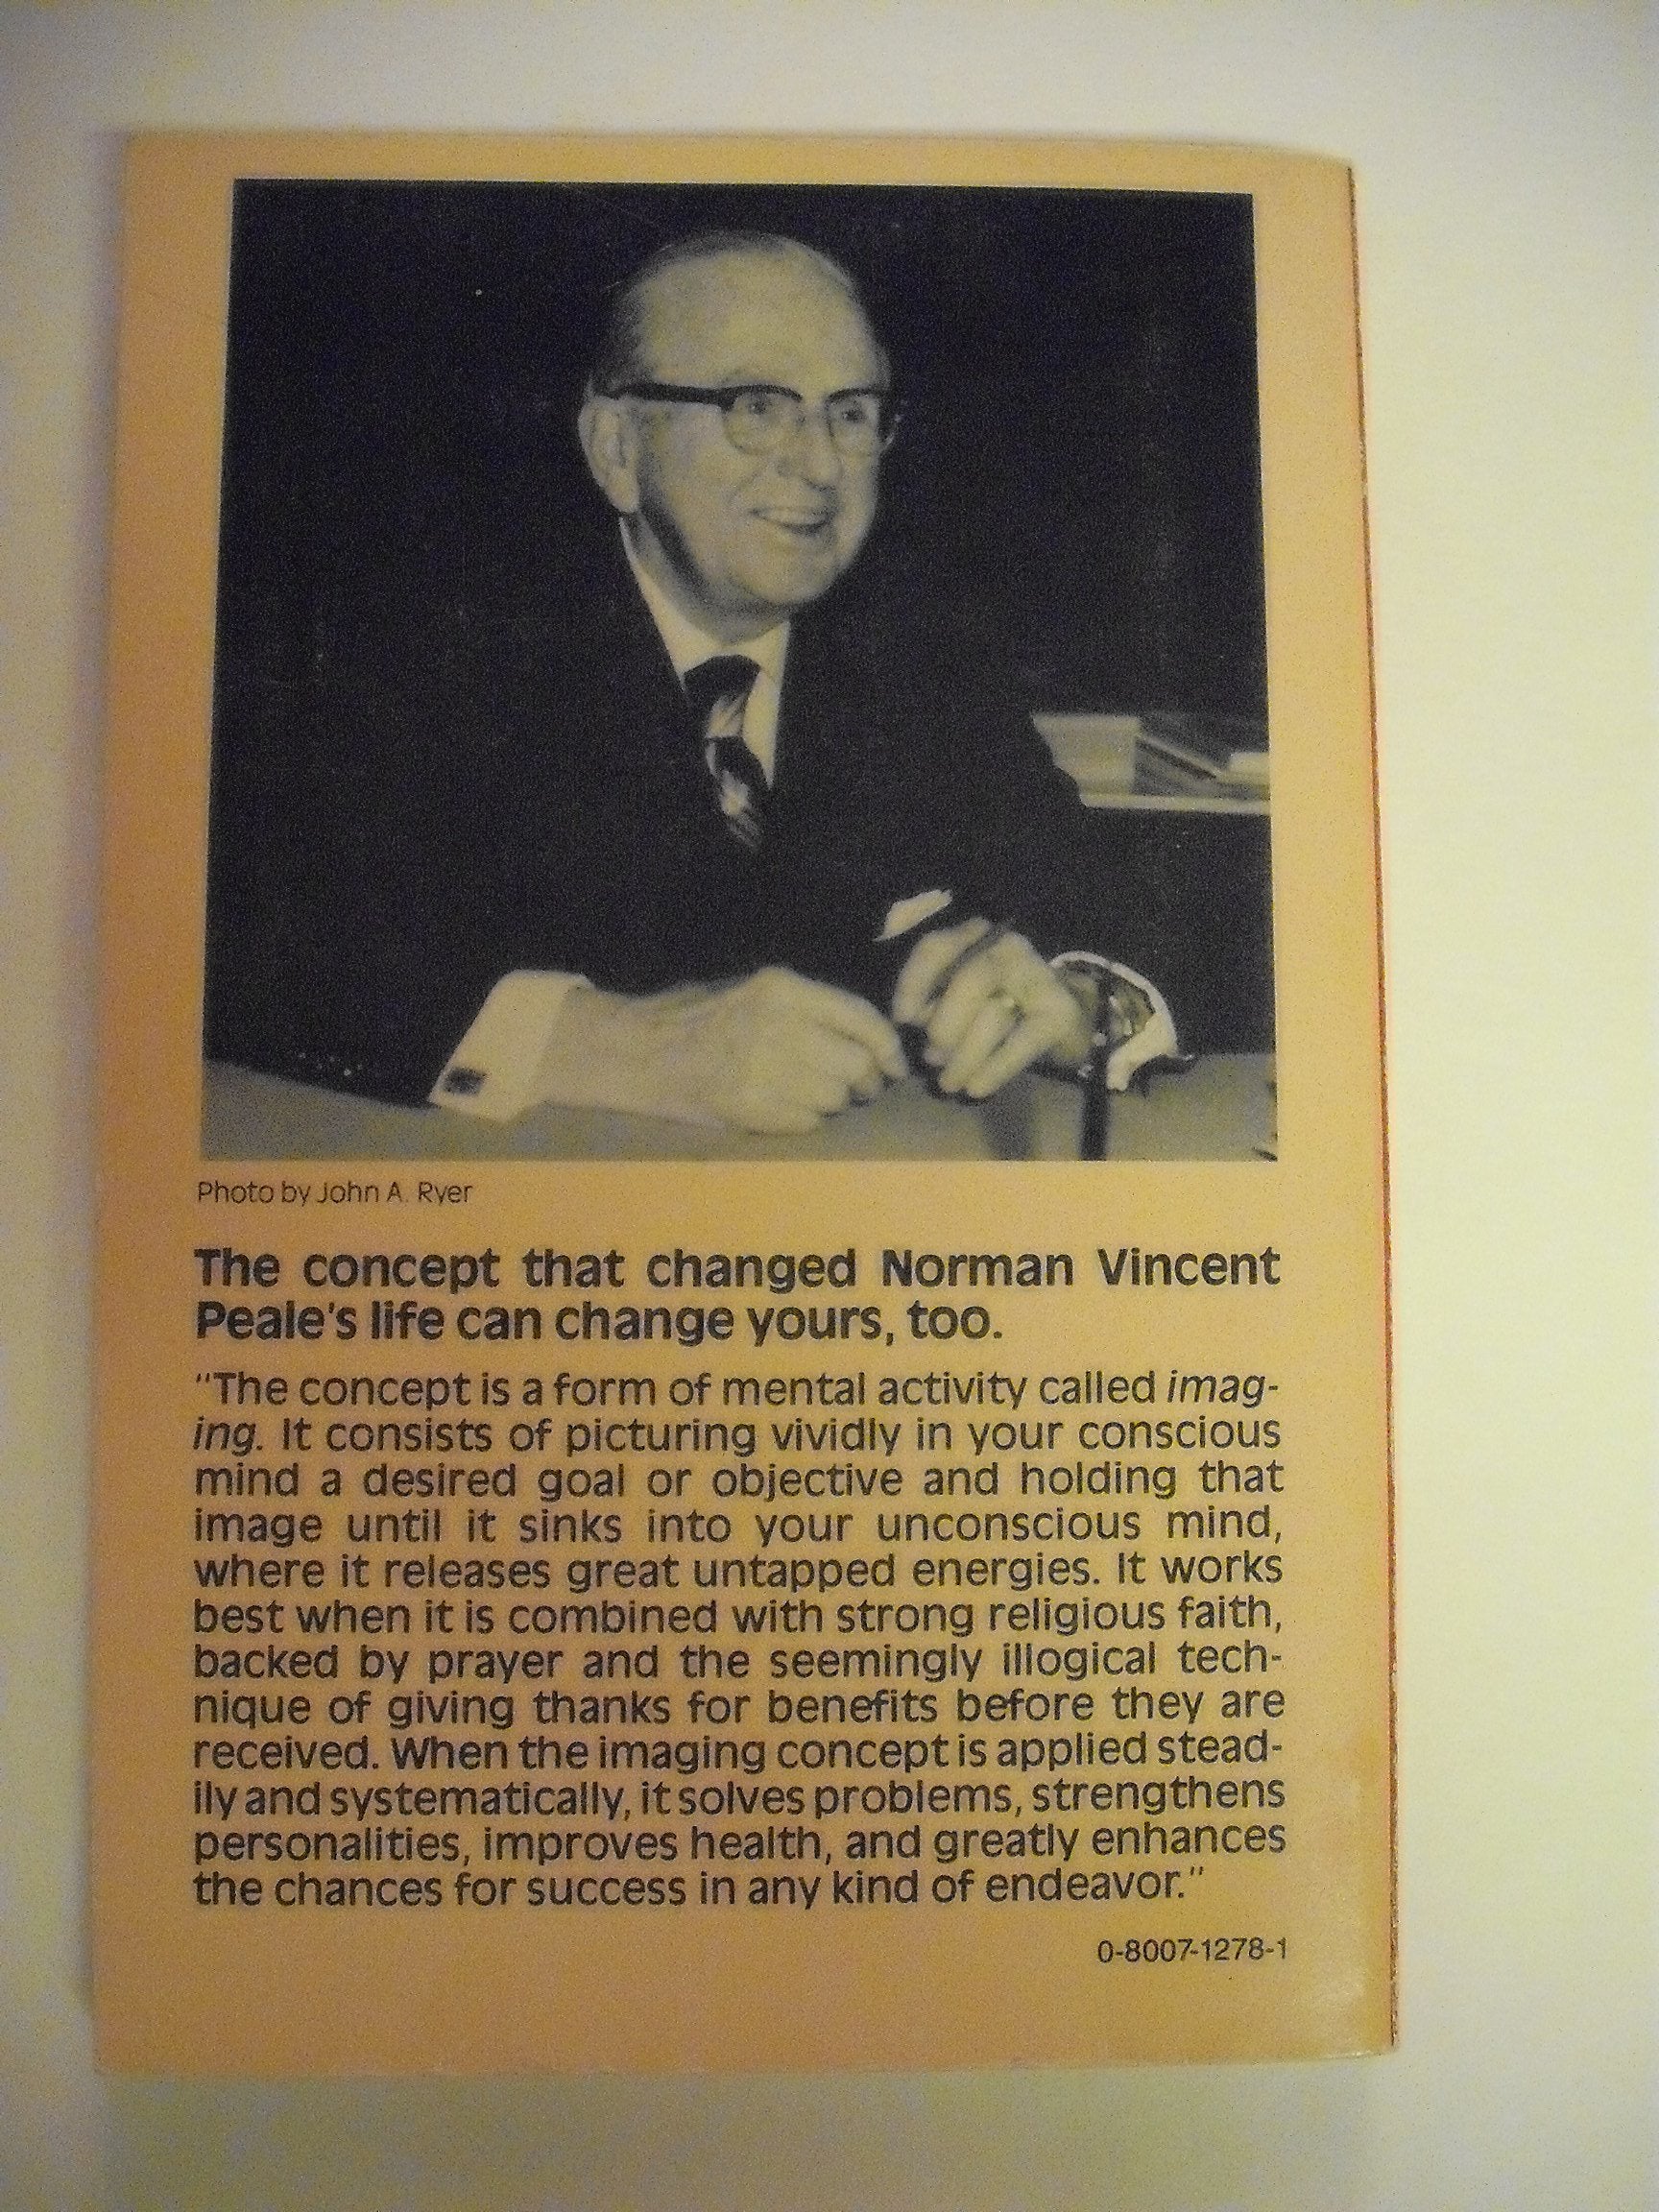 Photo by John A. Ryer
The concept that changed Norman Vincent
Peale's life can change yours, too.
"The concept is a form of mental activity called imag-
ing. It consists of picturing vividly in your conscious
mind a desired goal or objective and holding that
image until it sinks into your unconscious mind,
where it releases great untapped energies. It works
best when it is combined with strong religious faith,
backed by prayer and the seemingly illogical tech-
nique of giving thanks for benefits before they are
received. When the imaging concept is applied stead-
ily and systematically, it solves problems, strengthens
personalities, improves health, and greatly enhances
the chances for success in any kind of endeavor."
0-8007-1278-1